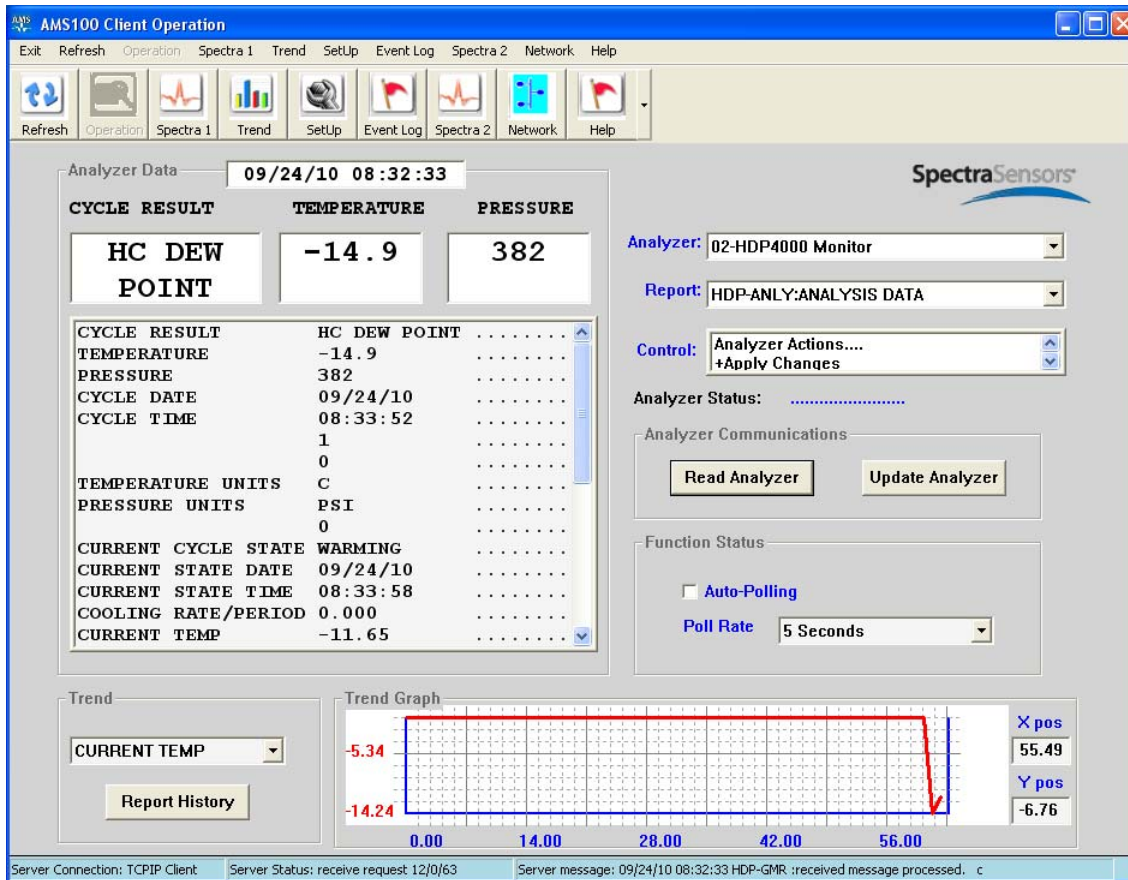 AMS AMS100 Client Operation
Exit Refresh Operation Spectra 1 Trend SetUp Event Log Spectra 2 Network Help
Refresh Operation Spectra 1 Trend SetUp Event Log Spectra 2 Network Help
Analyzer Data 09/24/10 08:32:33
CYCLE RESULT TEMPERATURE PRESSURE
HC DEW POINT -14.9 382
CYCLE RESULT HC DEW POINT ........
TEMPERATURE -14.9 ........
PRESSURE 382 ........
CYCLE DATE 09/24/10 ........
CYCLE TIME 08:33:52 ........
1 ........
0 ........
TEMPERATURE UNITS C ........
PRESSURE UNITS PSI ........
0 ........
CURRENT CYCLE STATE WARMING ........
CURRENT STATE DATE 09/24/10 ........
CURRENT STATE TIME 08:33:58 ........
COOLING RATE/PERIOD 0.000 ........
CURRENT TEMP -11.65 ........
SpectraSensors
Analyzer: 02-HDP4000 Monitor
Report: HDP-ANLY:ANALYSIS DATA
Control: Analyzer Actions....
+Apply Changes
Analyzer Status: ........................
Analyzer Communications
Read Analyzer Update Analyzer
Function Status
Auto-Polling
Poll Rate 5 Seconds
Trend
CURRENT TEMP
Report History
Trend Graph
-5.34
-14.24
0.00 14.00 28.00 42.00 56.00
X pos
55.49
Y pos
-6.76
Server Connection: TCPIP Client Server Status: receive request 12/0/63 Server message: 09/24/10 08:32:33 HDP-GMR :received message processed. c